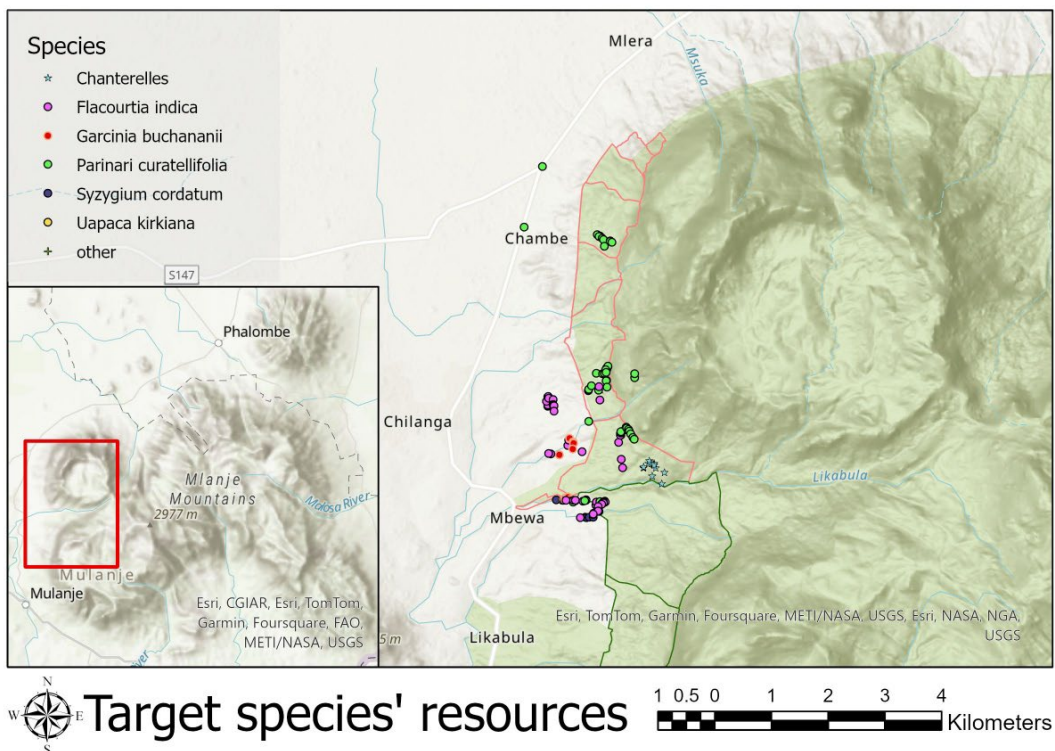 Species
Chanterelles
Flacourtia indica
Garcinia buchananii
Parinari curatellifolia
Syzygium cordatum
Uapaca kirkiana
other
Mlera
Msuka
Chambe
S147
Chilanga
Likabula
Mbewa
Likabula
Esri, TomTom, Garmin, Foursquare, METI/NASA, USGS, Esri, NASA, NGA,
USGS
Phalombe
Mlanje
Mountains
2977 m
Malosa River
Mulanje
Mulanje
Esri, CGIAR, Esri, TomTom,
Garmin, Foursquare, FAO,
METI/NASA, USGS
5 m
N
W E
S
Target species' resources
1 0.5 0 1 2 3 4
Kilometers